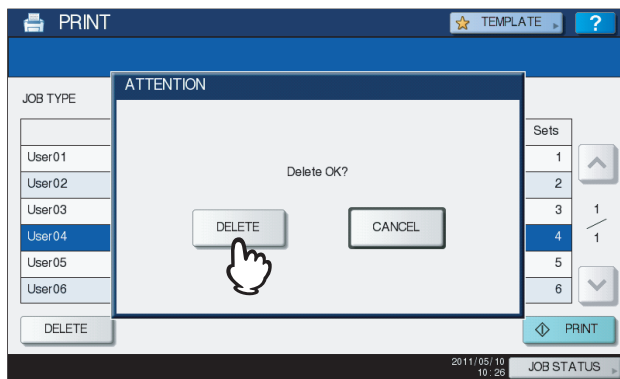 PRINT
TEMPLATE
?
ATTENTION
JOB TYPE
Sets
User01 1
Delete OK?
User02 2
User03 3
DELETE CANCEL
User04 4
User05 5
User06 6
1
1
DELETE
PRINT
2011/05/10
10:26
JOB STATUS